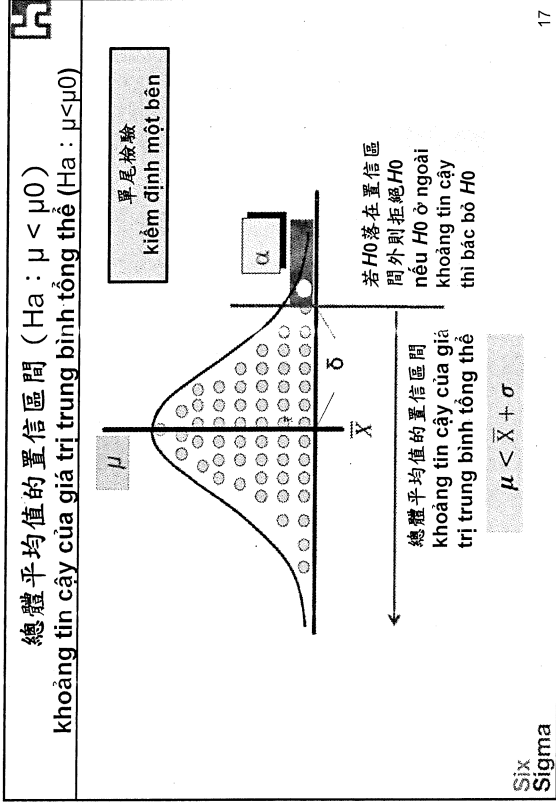 總體平均值的置信區間（Ha：μ < μ0）
khoảng tin cậy của giá trị trung bình tổng thể (Ha : μ<μ0)
單尾檢驗
kiểm định một bên
μ
α
X̅
δ
若H0落在置信區
間外則拒絕H0
nếu H0 ở ngoài
khoảng tin cậy
thì bác bỏ H0
總體平均值的置信區間
khoảng tin cậy của giá
trị trung bình tổng thể
μ < X̅ + σ
Six
Sigma
17